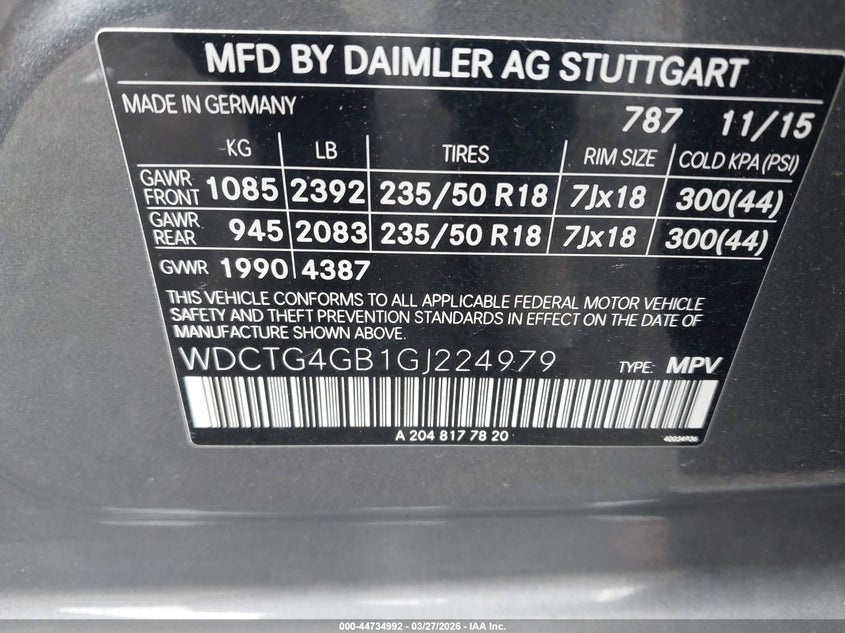 MFD BY DAIMLER AG STUTTGART
MADE IN GERMANY 787 11/15
KG LB TIRES RIM SIZE COLD KPA (PSI)
GAWR FRONT 1085 2392 235/50 R18 7Jx18 300(44)
GAWR REAR 945 2083 235/50 R18 7Jx18 300(44)
GVWR 1990 4387
THIS VEHICLE CONFORMS TO ALL APPLICABLE FEDERAL MOTOR VEHICLE
SAFETY AND THEFT PREVENTION STANDARDS IN EFFECT ON THE DATE OF
MANUFACTURE SHOWN ABOVE.
WDCTG4GB1GJ224979 TYPE: MPV
A 204 817 78 20 40024936
000-44734992 — 03/27/2026 — IAA Inc.